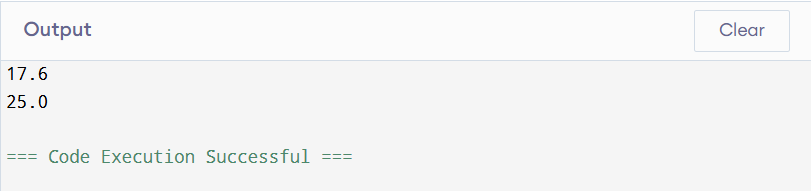 Output
Clear
17.6
25.0
=== Code Execution Successful ===